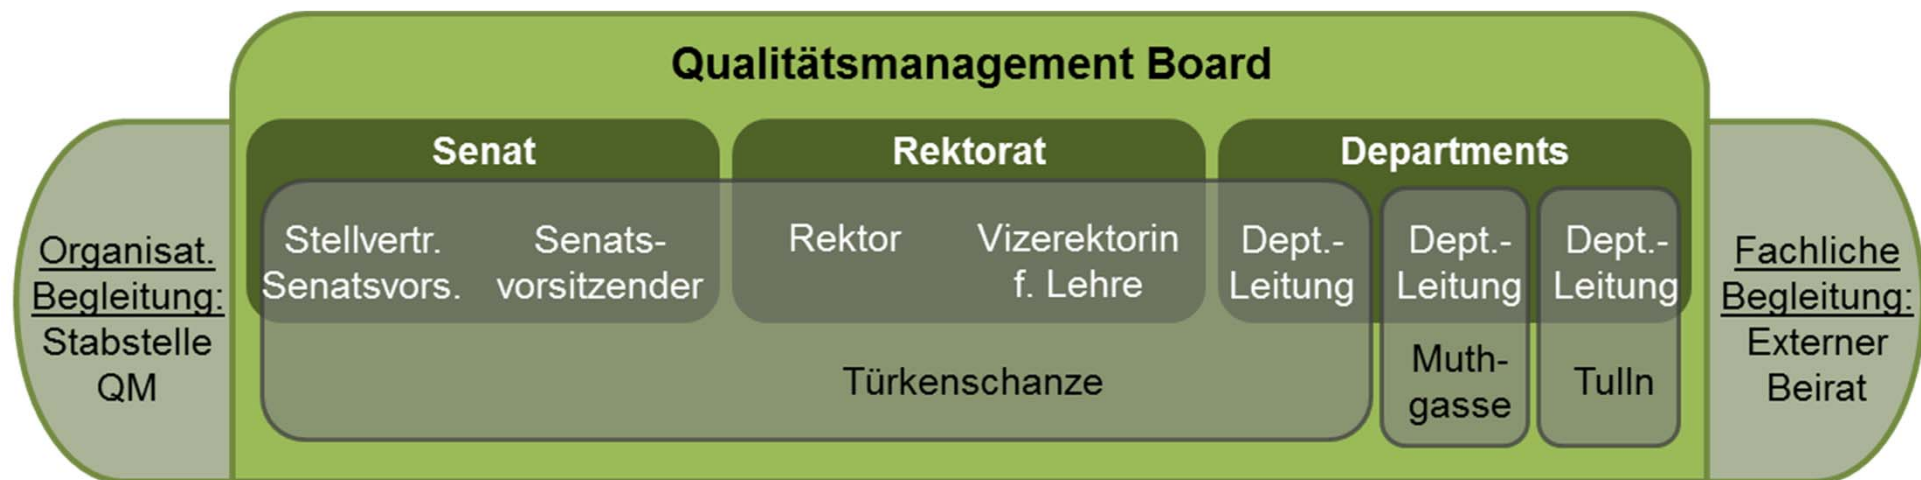 Qualitätsmanagement Board
Senat
Rektorat
Departments
Organisat.
Begleitung:
Stabstelle
QM
Stellvertr.
Senatsvors.
Senats-
vorsitzender
Rektor
Vizerektorin
f. Lehre
Dept.-
Leitung
Dept.-
Leitung
Dept.-
Leitung
Türkenschanze
Muth-
gasse
Tulln
Fachliche
Begleitung:
Externer
Beirat